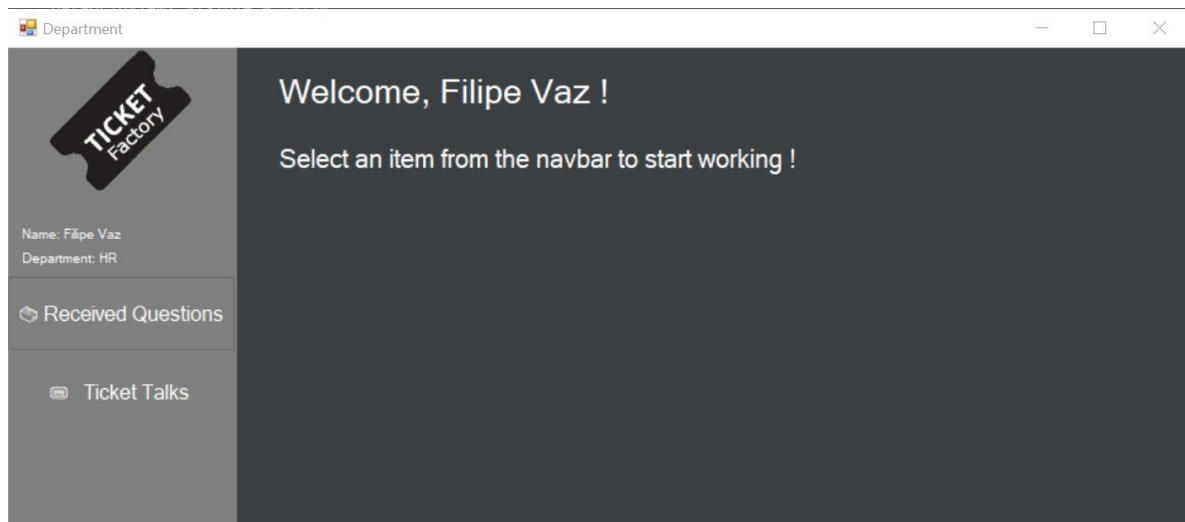 Department
TICKET
Factory
Name: Filipe Vaz
Department: HR
Received Questions
Ticket Talks
Welcome, Filipe Vaz !
Select an item from the navbar to start working !